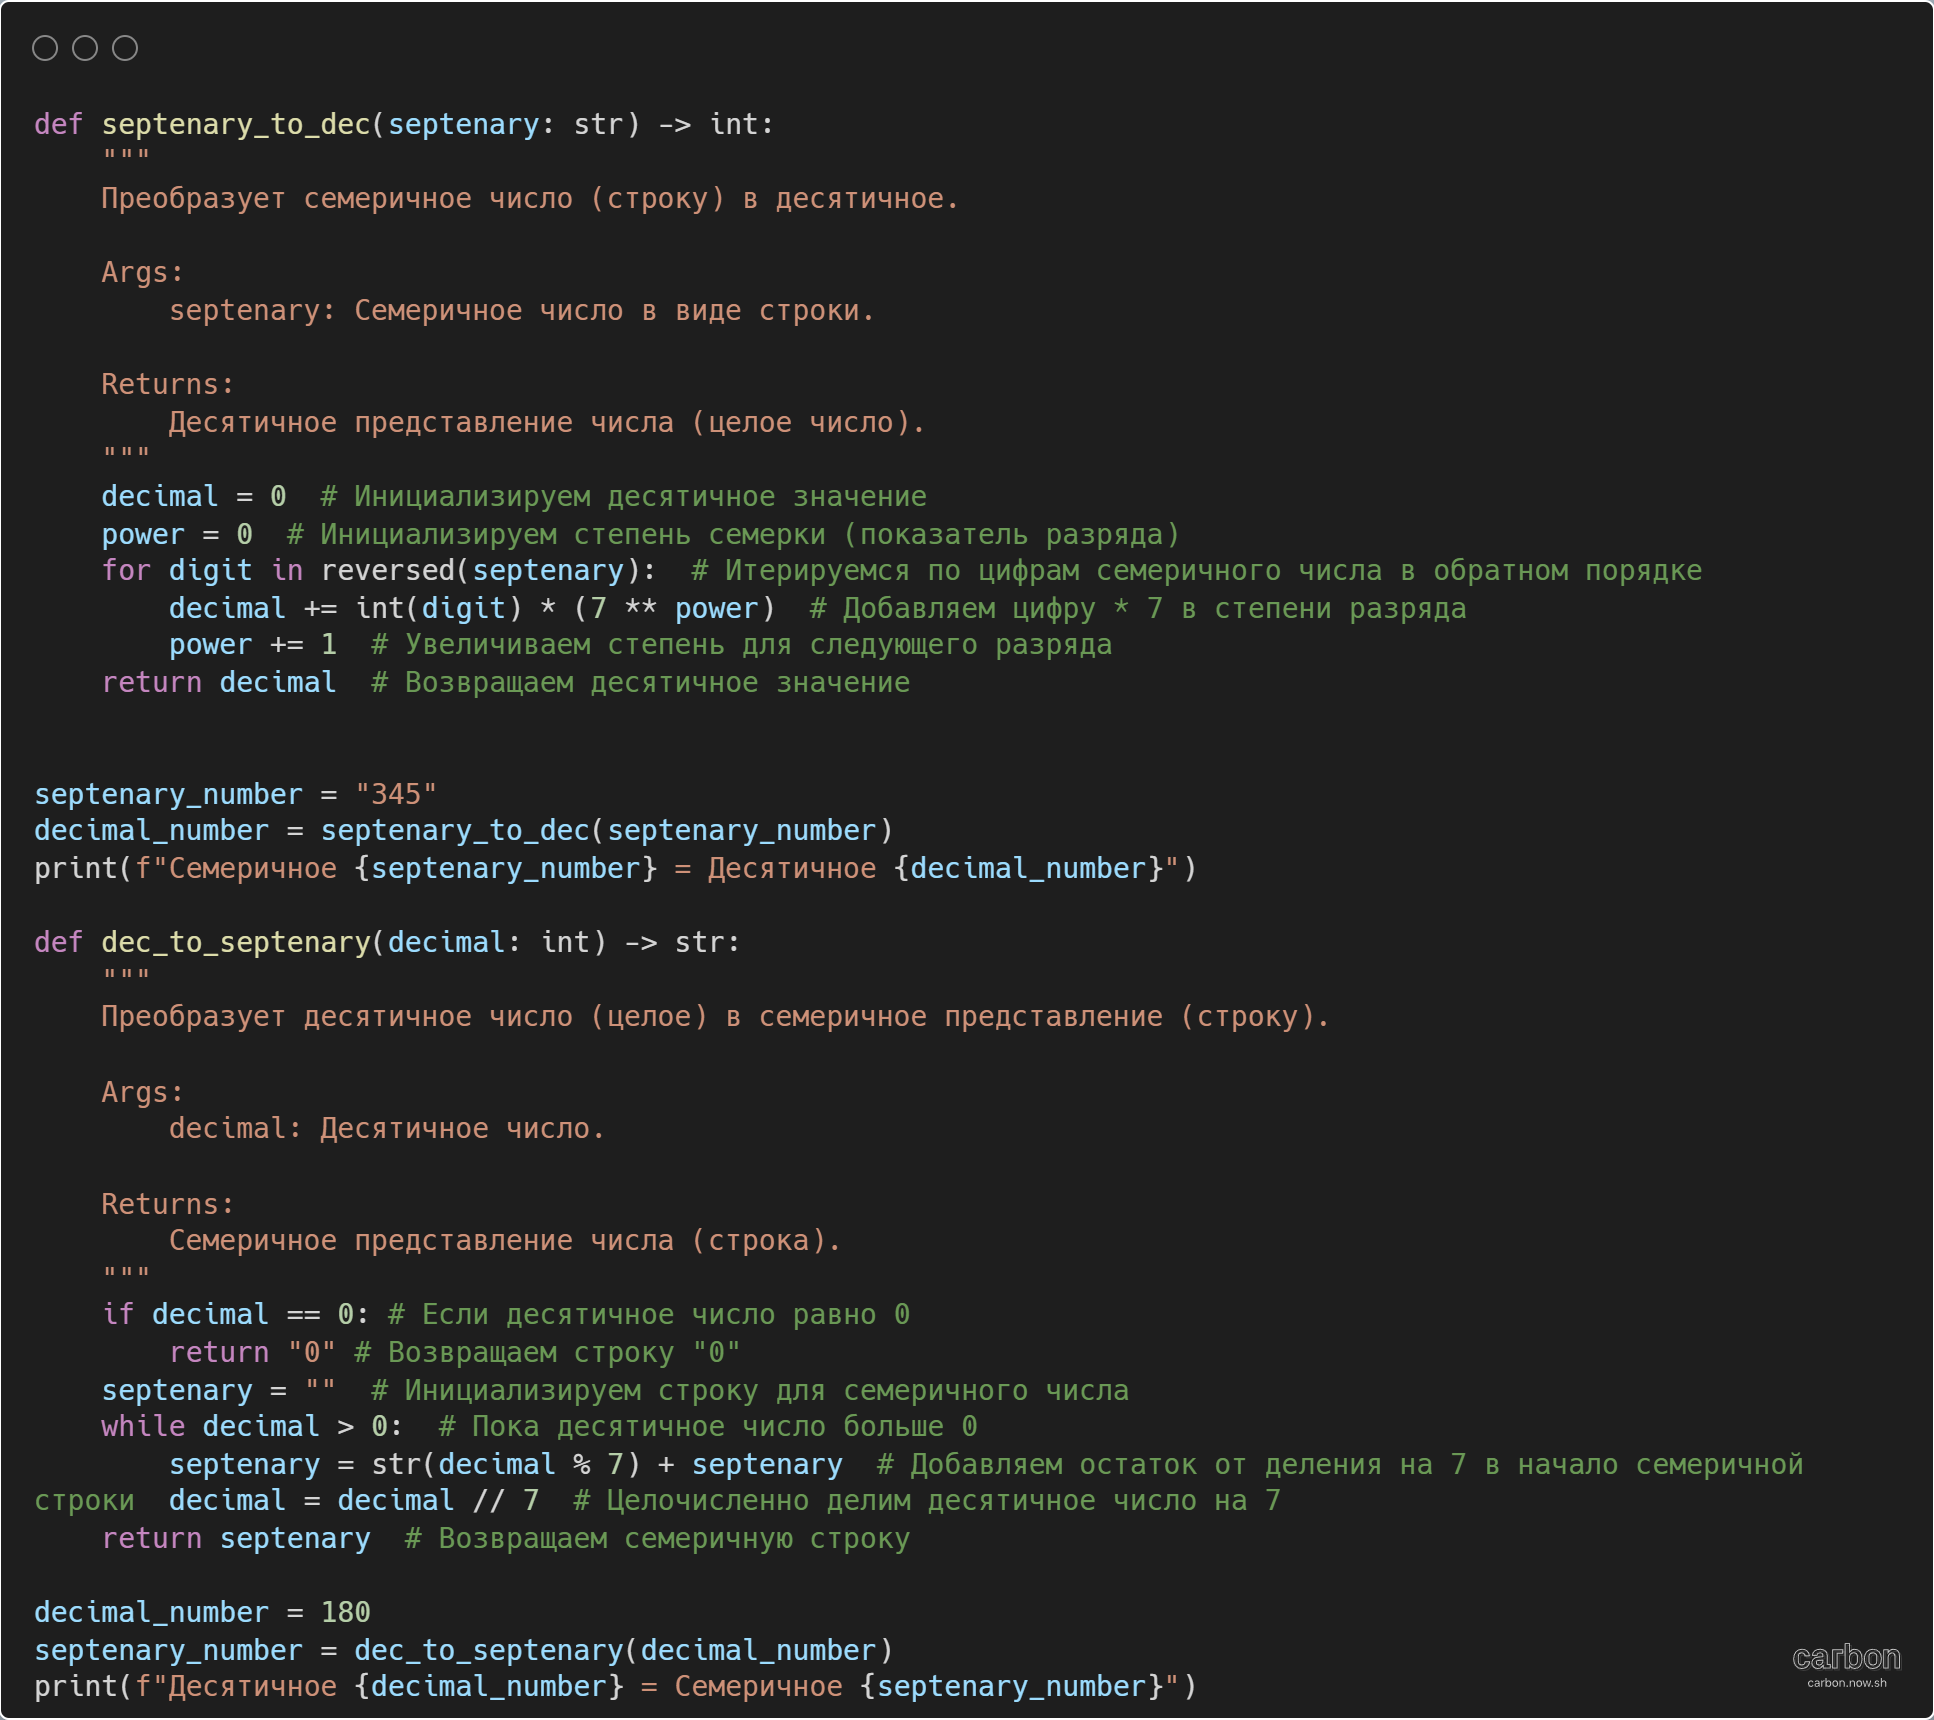 def septenary_to_dec(septenary: str) -> int:
    """
    Преобразует семеричное число (строку) в десятичное.

    Args:
        septenary: Семеричное число в виде строки.

    Returns:
        Десятичное представление числа (целое число).
    """
    decimal = 0  # Инициализируем десятичное значение
    power = 0  # Инициализируем степень семерки (показатель разряда)
    for digit in reversed(septenary):  # Итерируемся по цифрам семеричного числа в обратном порядке
        decimal += int(digit) * (7 ** power)  # Добавляем цифру * 7 в степени разряда
        power += 1  # Увеличиваем степень для следующего разряда
    return decimal  # Возвращаем десятичное значение


septenary_number = "345"
decimal_number = septenary_to_dec(septenary_number)
print(f"Семеричное {septenary_number} = Десятичное {decimal_number}")

def dec_to_septenary(decimal: int) -> str:
    """
    Преобразует десятичное число (целое) в семеричное представление (строку).

    Args:
        decimal: Десятичное число.

    Returns:
        Семеричное представление числа (строка).
    """
    if decimal == 0: # Если десятичное число равно 0
        return "0" # Возвращаем строку "0"
    septenary = ""  # Инициализируем строку для семеричного числа
    while decimal > 0:  # Пока десятичное число больше 0
        septenary = str(decimal % 7) + septenary  # Добавляем остаток от деления на 7 в начало семеричной
строки  decimal = decimal // 7  # Целочисленно делим десятичное число на 7
    return septenary  # Возвращаем семеричную строку

decimal_number = 180
septenary_number = dec_to_septenary(decimal_number)
print(f"Десятичное {decimal_number} = Семеричное {septenary_number}")
carbon
carbon.now.sh